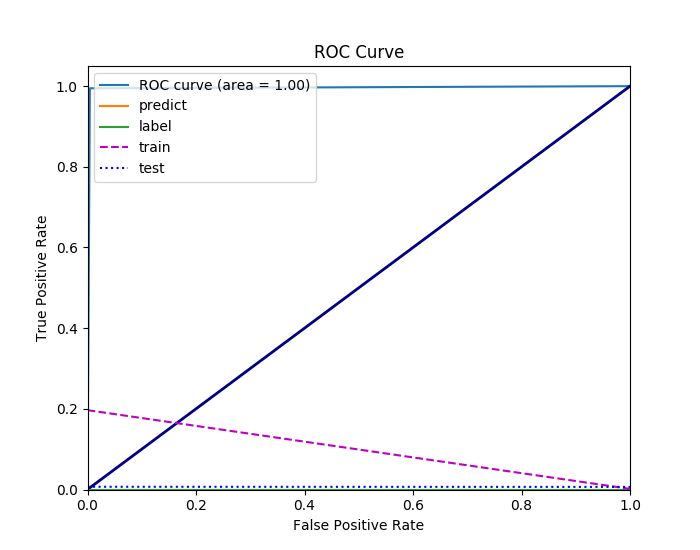 ROC Curve
ROC curve (area = 1.00)
predict
label
train
test
True Positive Rate
1.0
0.8
0.6
0.4
0.2
0.0
0.0 0.2 0.4 0.6 0.8 1.0
False Positive Rate